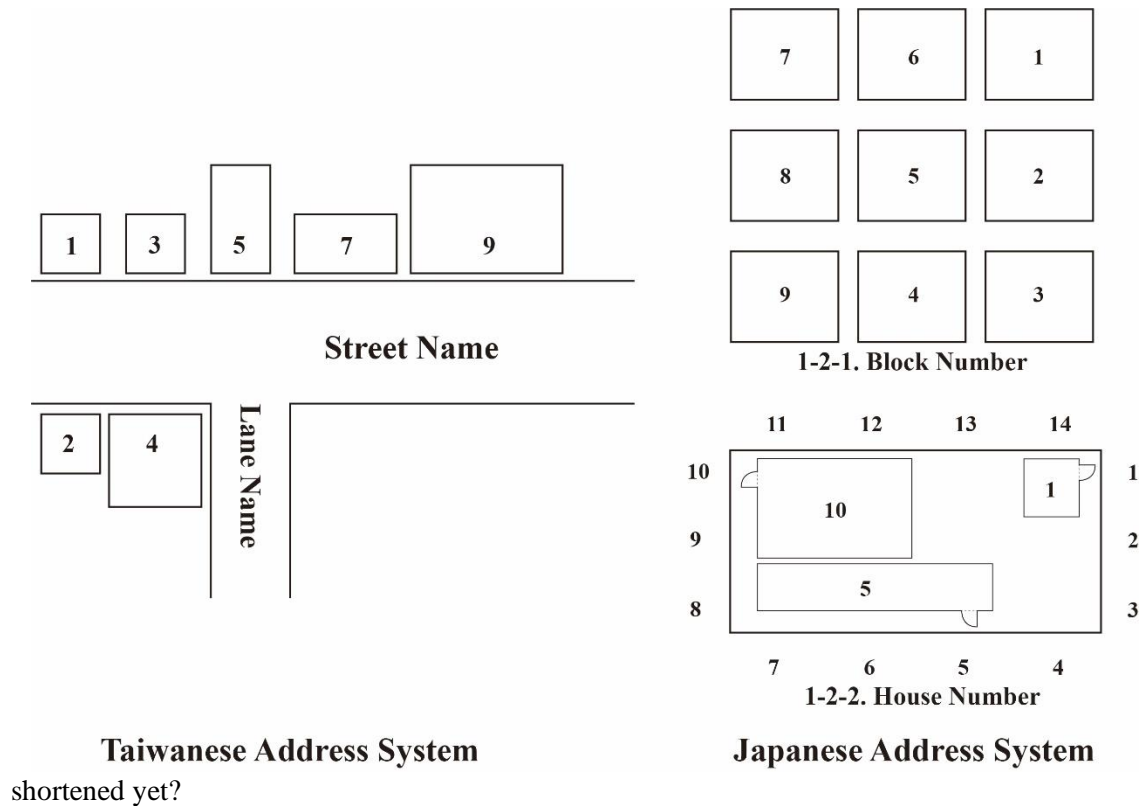 1 3 5 7 9
Street Name
Lane Name
2 4
Taiwanese Address System
7 6 1
8 5 2
9 4 3
1-2-1. Block Number
11 12 13 14
10 1
10 1
9 2
5
8 3
7 6 5 4
1-2-2. House Number
Japanese Address System
shortened yet?